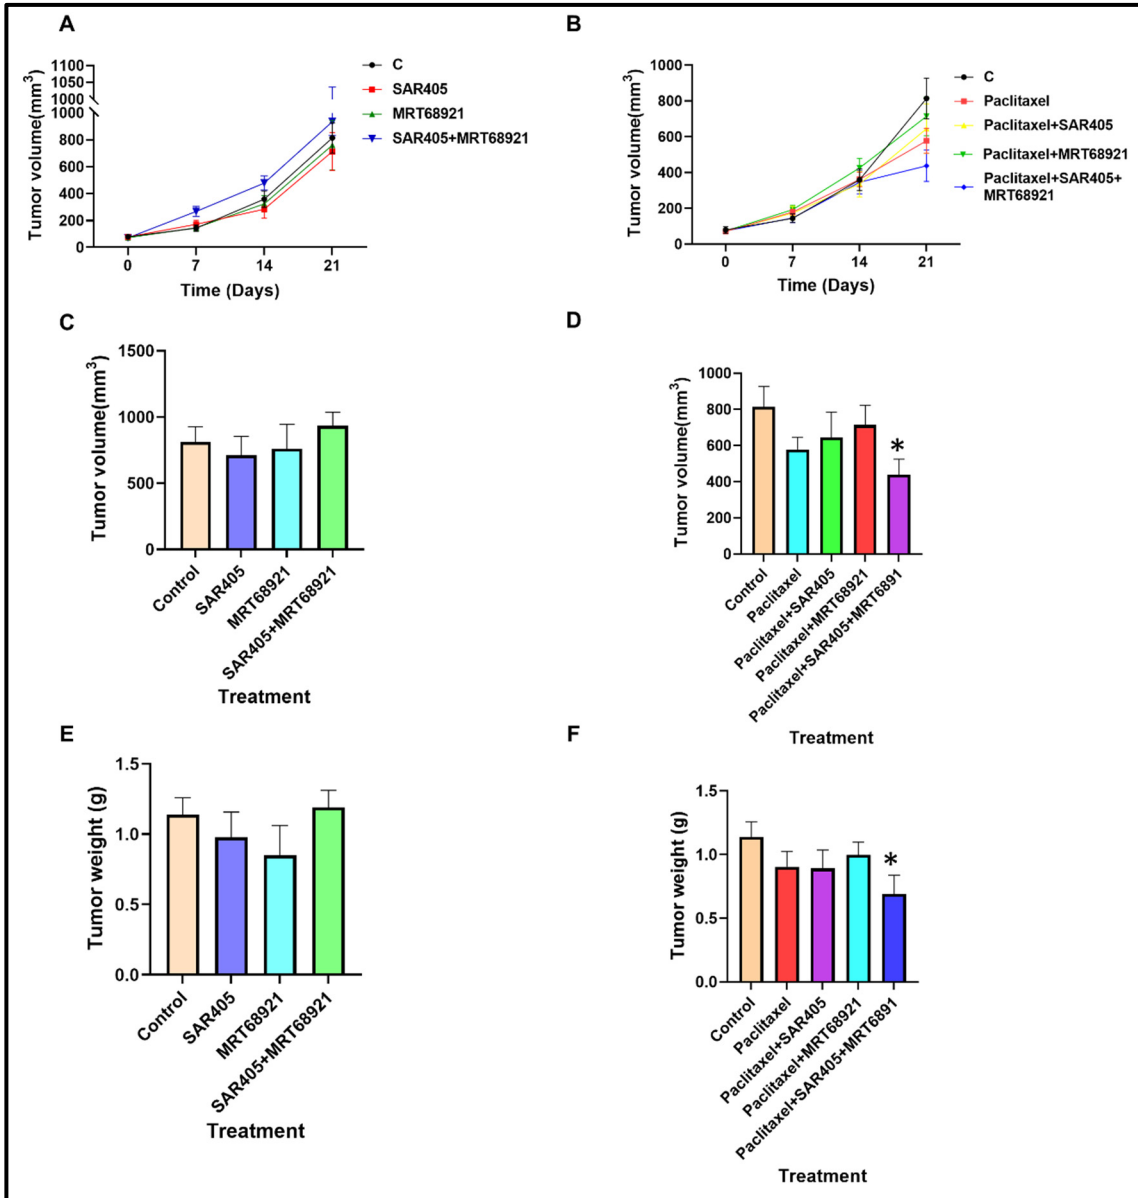 A
Tumor volume(mm³)
1100
1050
1000
1000
800
600
400
200
0
0 7 14 21
Time (Days)
C
SAR405
MRT68921
SAR405+MRT68921
B
Tumor volume(mm³)
1000
800
600
400
200
0
0 7 14 21
Time (Days)
C
Paclitaxel
Paclitaxel+SAR405
Paclitaxel+MRT68921
Paclitaxel+SAR405+
MRT68921
C
Tumor volume(mm³)
1500
1000
500
0
Control
SAR405
MRT68921
SAR405+MRT68921
Treatment
D
Tumor volume(mm³)
1000
800
600
400
200
0
*
Control
Paclitaxel
Paclitaxel+SAR405
Paclitaxel+MRT68921
Paclitaxel+SAR405+MRT6891
Treatment
E
Tumor weight (g)
1.5
1.0
0.5
0.0
Control
SAR405
MRT68921
SAR405+MRT68921
Treatment
F
Tumor weight (g)
1.5
1.0
0.5
0.0
*
Control
Paclitaxel
Paclitaxel+SAR405
Paclitaxel+MRT68921
Paclitaxel+SAR405+MRT6891
Treatment